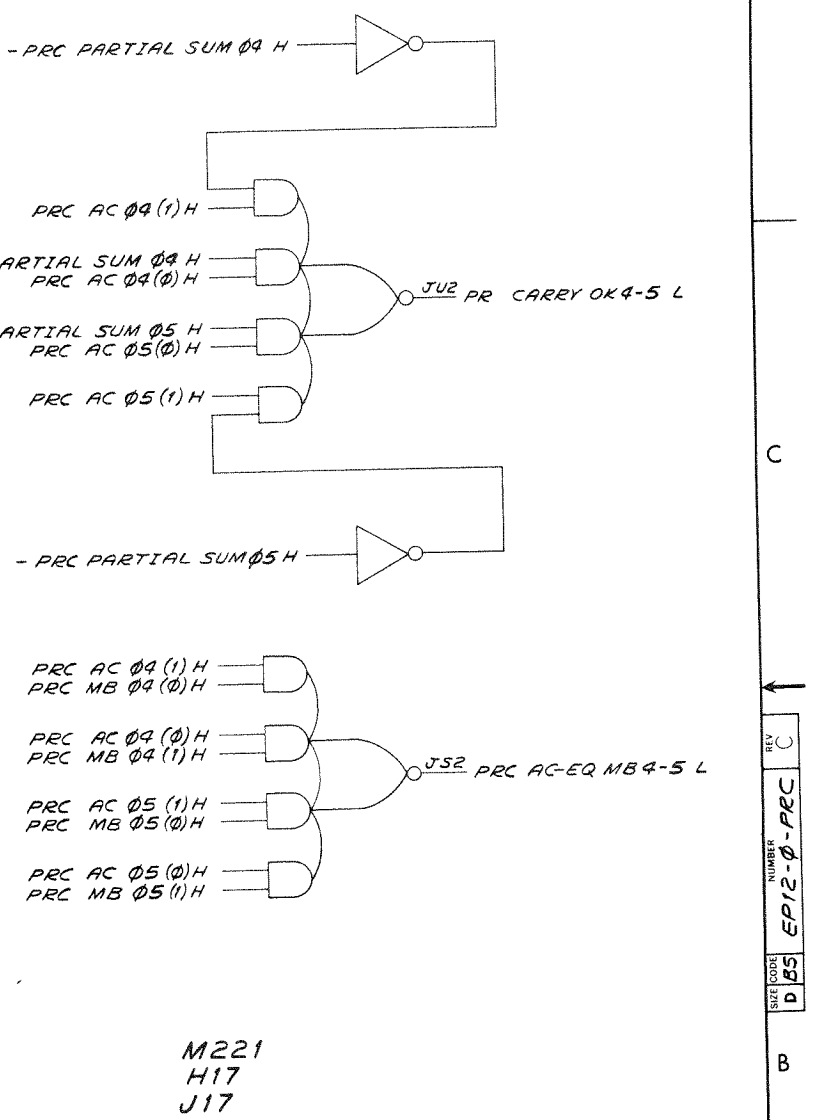 - PRC PARTIAL SUM Ø4 H
PRC AC Ø4 (1) H
ARTIAL SUM Ø4 H
PRC AC Ø4 (Ø) H
ARTIAL SUM Ø5 H
PRC AC Ø5 (Ø) H
PRC AC Ø5 (1) H
JU2 PR CARRY OK 4-5 L
- PRC PARTIAL SUM Ø5 H
PRC AC Ø4 (1) H
PRC MB Ø4 (Ø) H
PRC AC Ø4 (Ø) H
PRC MB Ø4 (1) H
PRC AC Ø5 (1) H
PRC MB Ø5 (Ø) H
PRC AC Ø5 (Ø) H
PRC MB Ø5 (1) H
JS2 PRC AC-EQ MB 4-5 L
M221
H17
J17
C
REV
C
NUMBER
EP12-Ø-PRC
CODE
BS
SIZE
D
B